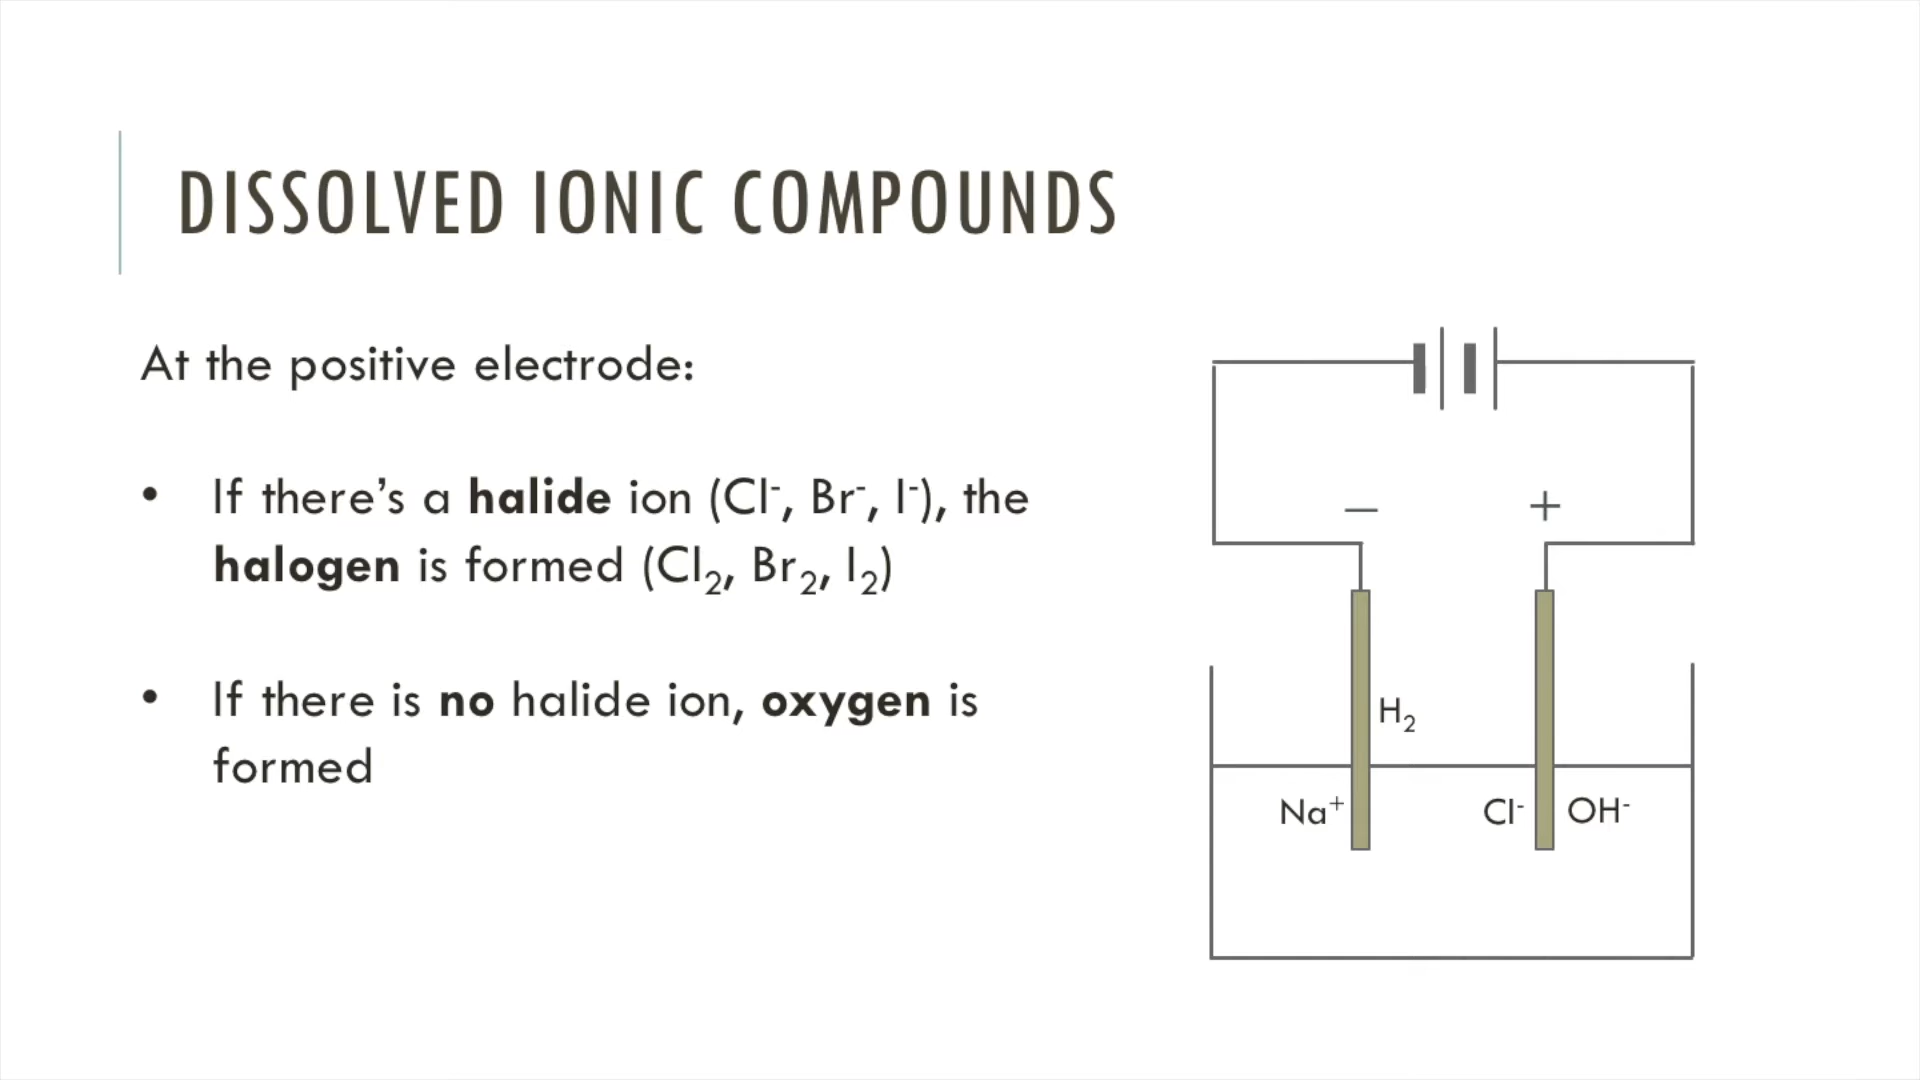 DISSOLVED IONIC COMPOUNDS
At the positive electrode:
• If there’s a halide ion (Cl⁻, Br⁻, I⁻), the
halogen is formed (Cl₂, Br₂, I₂)
• If there is no halide ion, oxygen is
formed
— +
H₂
Na⁺ Cl⁻ OH⁻